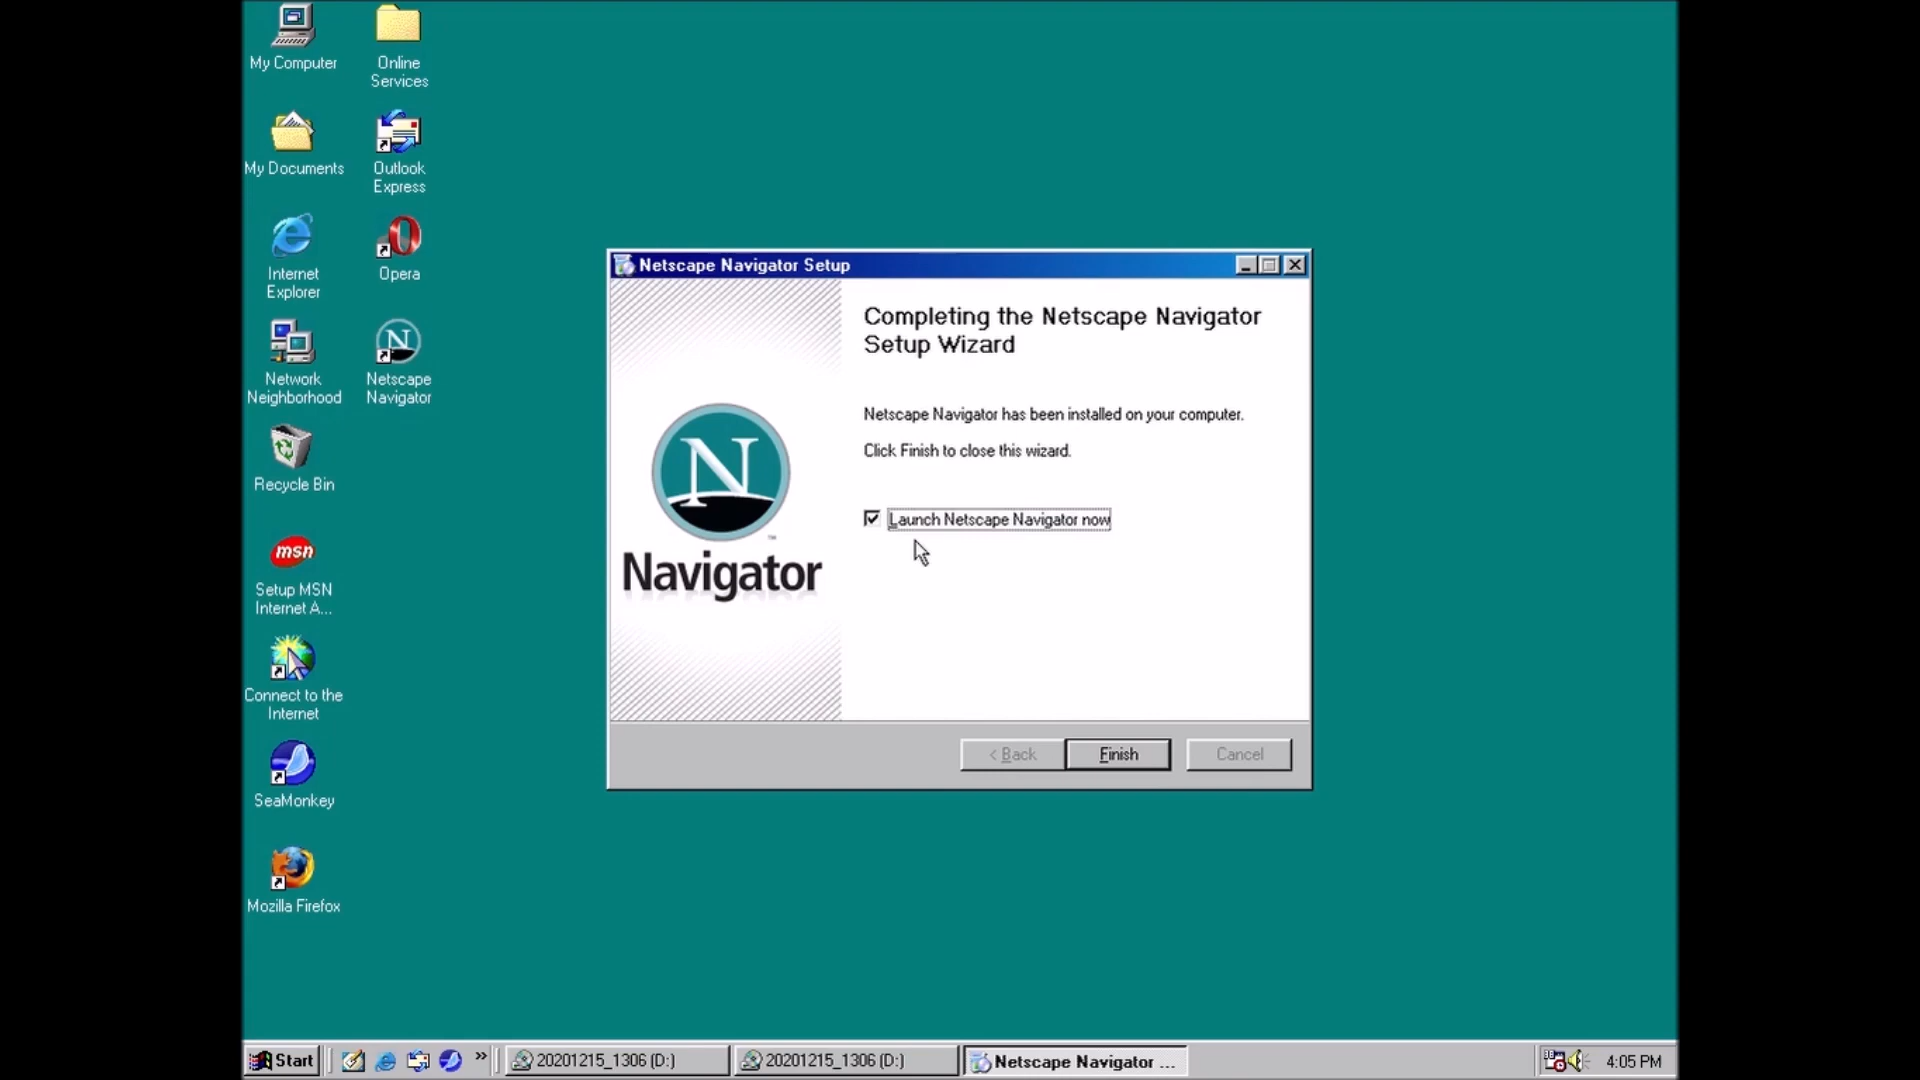 My Computer
Online
Services
My Documents
Outlook
Express
Internet
Explorer
Opera
Network
Neighborhood
Netscape
Navigator
Recycle Bin
msn
Setup MSN
Internet A...
Connect to the
Internet
SeaMonkey
Mozilla Firefox
Netscape Navigator Setup
N
Navigator
Completing the Netscape Navigator
Setup Wizard
Netscape Navigator has been installed on your computer.
Click Finish to close this wizard.
Launch Netscape Navigator now
< Back
Finish
Cancel
Start
»
20201215_1306 (D:)
20201215_1306 (D:)
Netscape Navigator ...
4:05 PM